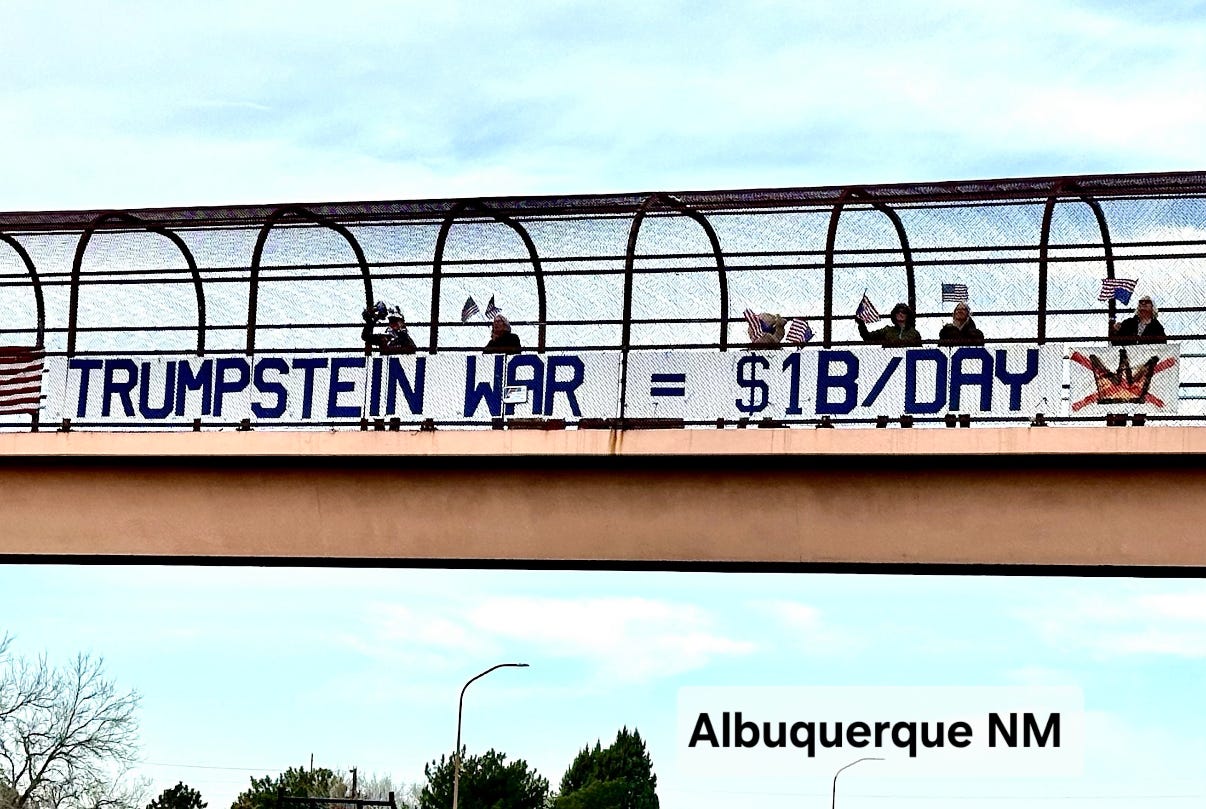 TRUMPSTEIN WAR = $1B/DAY
Albuquerque NM